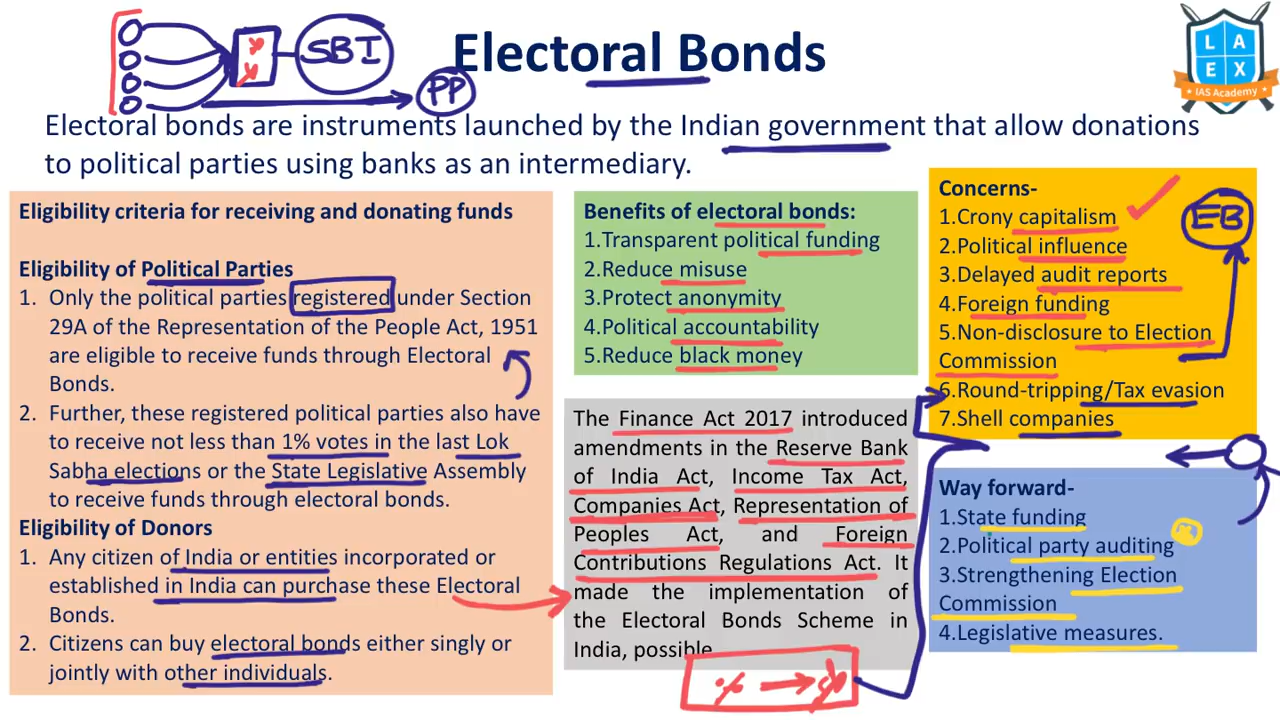 SBI
Electoral Bonds
PP
L A
E X
IAS Academy
Electoral bonds are instruments launched by the Indian government that allow donations
to political parties using banks as an intermediary.
Eligibility criteria for receiving and donating funds
Eligibility of Political Parties
1. Only the political parties registered under Section
29A of the Representation of the People Act, 1951
are eligible to receive funds through Electoral
Bonds.
2. Further, these registered political parties also have
to receive not less than 1% votes in the last Lok
Sabha elections or the State Legislative Assembly
to receive funds through electoral bonds.
Eligibility of Donors
1. Any citizen of India or entities incorporated or
established in India can purchase these Electoral
Bonds.
2. Citizens can buy electoral bonds either singly or
jointly with other individuals.
Benefits of electoral bonds:
1.Transparent political funding
2.Reduce misuse
3.Protect anonymity
4.Political accountability
5.Reduce black money
The Finance Act 2017 introduced
amendments in the Reserve Bank
of India Act, Income Tax Act,
Companies Act, Representation of
Peoples Act, and Foreign
Contributions Regulations Act. It
made the implementation of
the Electoral Bonds Scheme in
India, possible
Concerns-
1.Crony capitalism
2.Political influence
3.Delayed audit reports
4.Foreign funding
5.Non-disclosure to Election
Commission
6.Round-tripping/Tax evasion
7.Shell companies
EB
Way forward-
1.State funding
2.Political party auditing
3.Strengthening Election
Commission
4.Legislative measures.